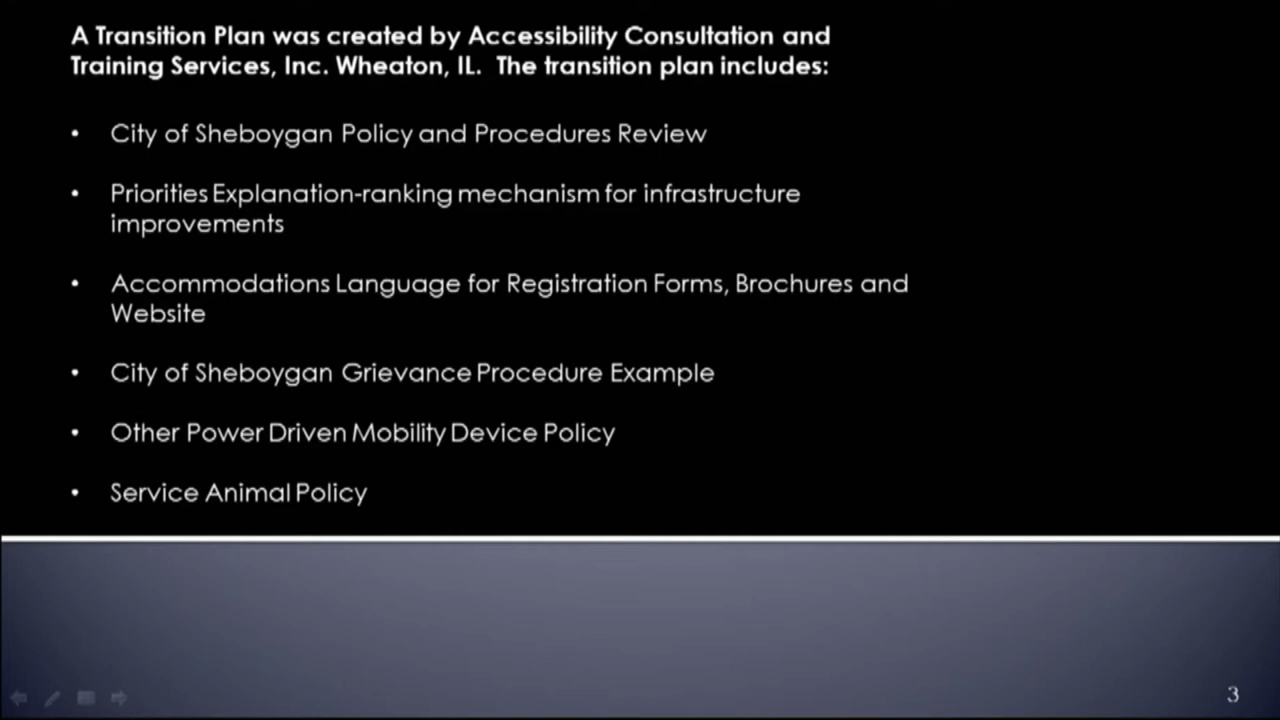 A Transition Plan was created by Accessibility Consultation and
Training Services, Inc. Wheaton, IL. The transition plan includes:
• City of Sheboygan Policy and Procedures Review
• Priorities Explanation-ranking mechanism for infrastructure
improvements
• Accommodations Language for Registration Forms, Brochures and
Website
• City of Sheboygan Grievance Procedure Example
• Other Power Driven Mobility Device Policy
• Service Animal Policy
3